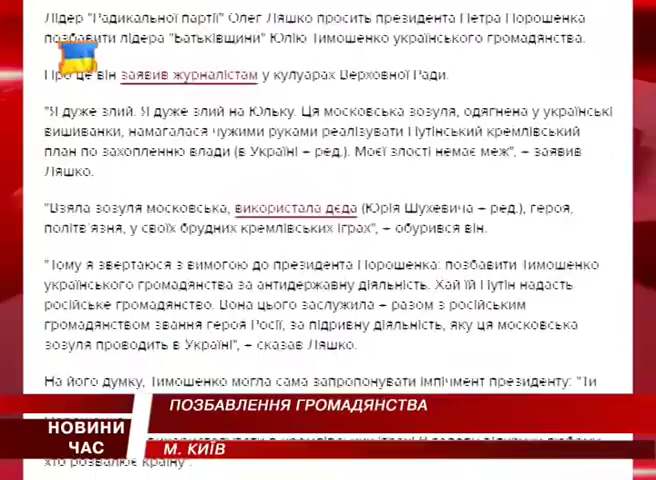 Лідер "Радикальної партії" Олег Ляшко просить президента Петра Порошенка
позбавити лідера "Батьківщини" Юлію Тимошенко українського громадянства.
Про це він заявив журналістам у кулуарах Верховної Ради.
"Я дуже злий. Я дуже злий на Юльку. Ця московська зозуля, одягнена у українські
вишиванки, намагалася чужими руками реалізувати Путінський кремлівський
план по захопленню влади (в Україні – ред.). Моєї злості немає меж", – заявив
Ляшко.
"Взяла зозуля московська, використала дєда (Юрія Шухевича – ред.), героя,
політв'язня, у своїх брудних кремлівських іграх", – обурився він.
"Тому я звертаюся з вимогою до президента Порошенка: позбавити Тимошенко
українського громадянства за антидержавну діяльність. Хай їй Путін надасть
російське громадянство. Вона цього заслужила – разом з російським
громадянством звання героя Росії, за підривну діяльність, яку ця московська
зозуля проводить в Україні", – сказав Ляшко.
На його думку, Тимошенко могла сама запропонувати імпічмент президенту: "Ти
ПОЗБАВЛЕННЯ ГРОМАДЯНСТВА
НОВИНИ
ЧАС
М. КИЇВ
хто розвалює країну".